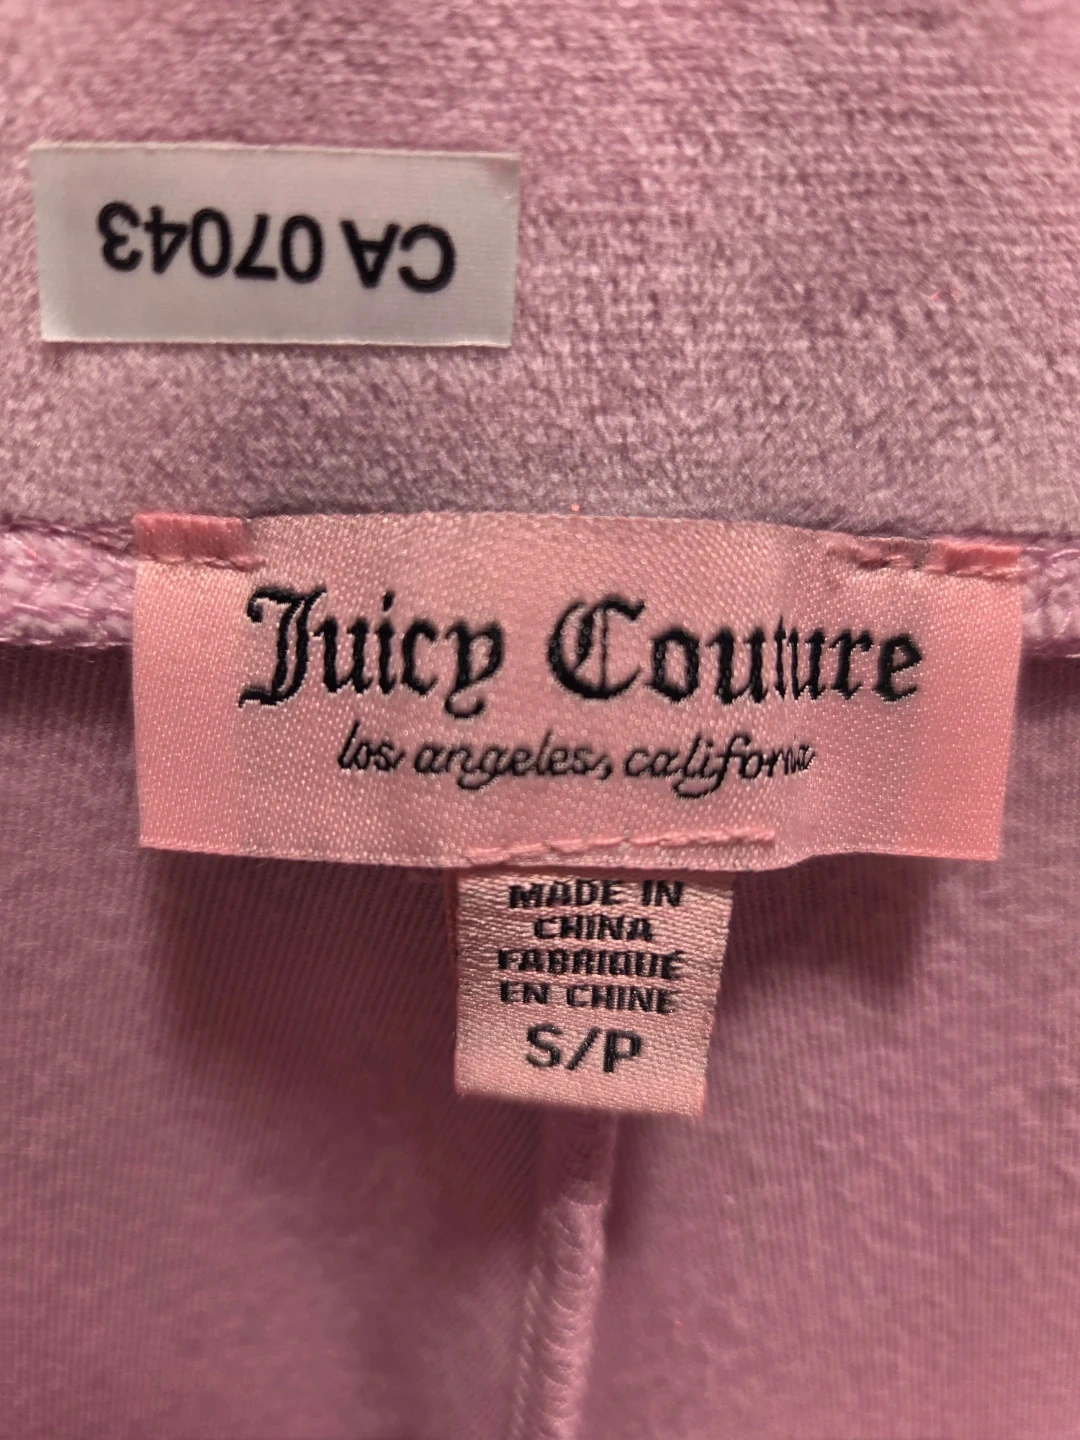 CA 07043
Juicy Couture
los angeles, california
MADE IN
CHINA
FABRIQUÉ
EN CHINE
S/P